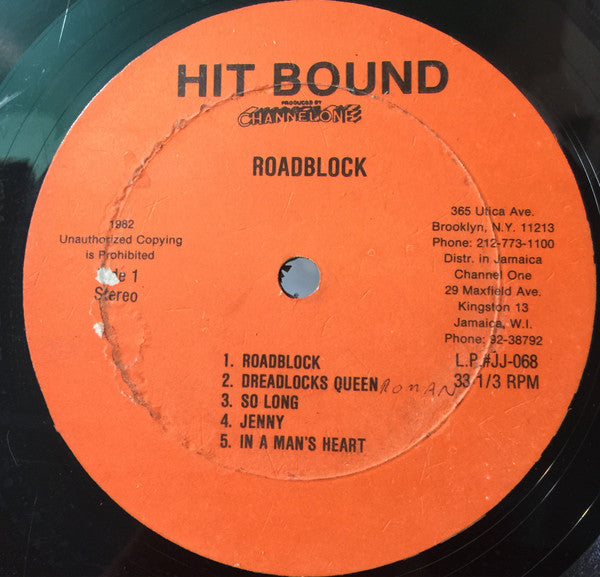 HIT BOUND
PRODUCED BY
CHANNEL ONE
ROADBLOCK
1982
Unauthorized Copying
is Prohibited
Side 1
Stereo
365 Utica Ave.
Brooklyn, N.Y. 11213
Phone: 212-773-1100
Distr. in Jamaica
Channel One
29 Maxfield Ave.
Kingston 13
Jamaica, W.I.
Phone: 92-38792
L.P.#JJ-068
33 1/3 RPM
1. ROADBLOCK
2. DREADLOCKS QUEEN ROMAN
3. SO LONG
4. JENNY
5. IN A MAN'S HEART